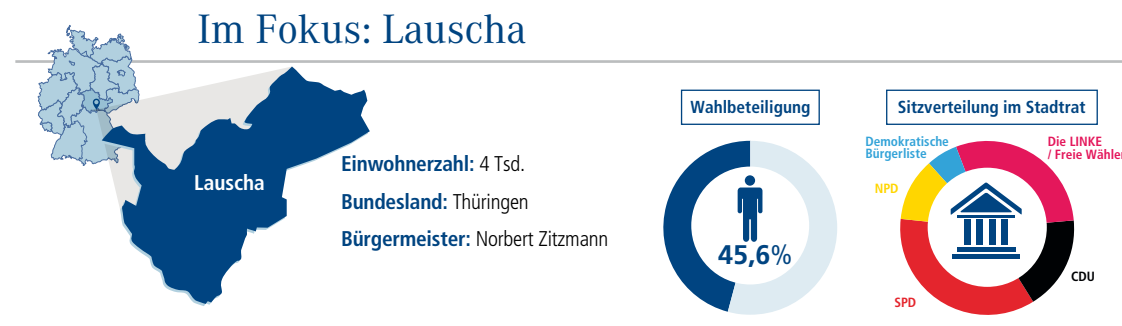 Im Fokus: Lauscha
Lauscha
Einwohnerzahl: 4 Tsd.
Bundesland: Thüringen
Bürgermeister: Norbert Zitzmann
Wahlbeteiligung
45,6%
Sitzverteilung im Stadtrat
Demokratische
Bürgerliste
Die LINKE
/ Freie Wähler
NPD
CDU
SPD